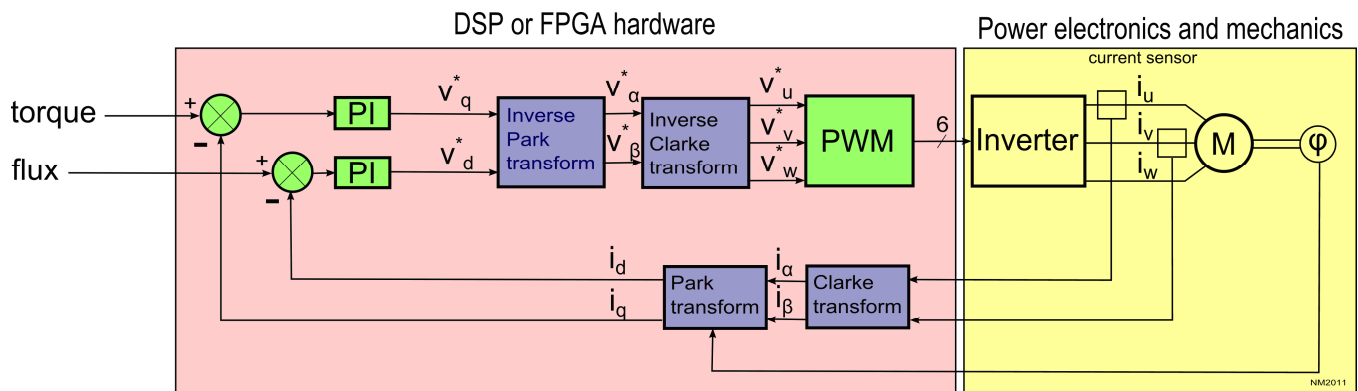 DSP or FPGA hardware
Power electronics and mechanics
current sensor
torque
flux
+
−
+
−
PI
PI
v*q
v*d
Inverse
Park
transform
v*α
v*β
Inverse
Clarke
transform
v*u
v*v
v*w
PWM
6
Inverter
iu
iv
iw
M
φ
id
iq
Park
transform
iα
iβ
Clarke
transform
NM2011